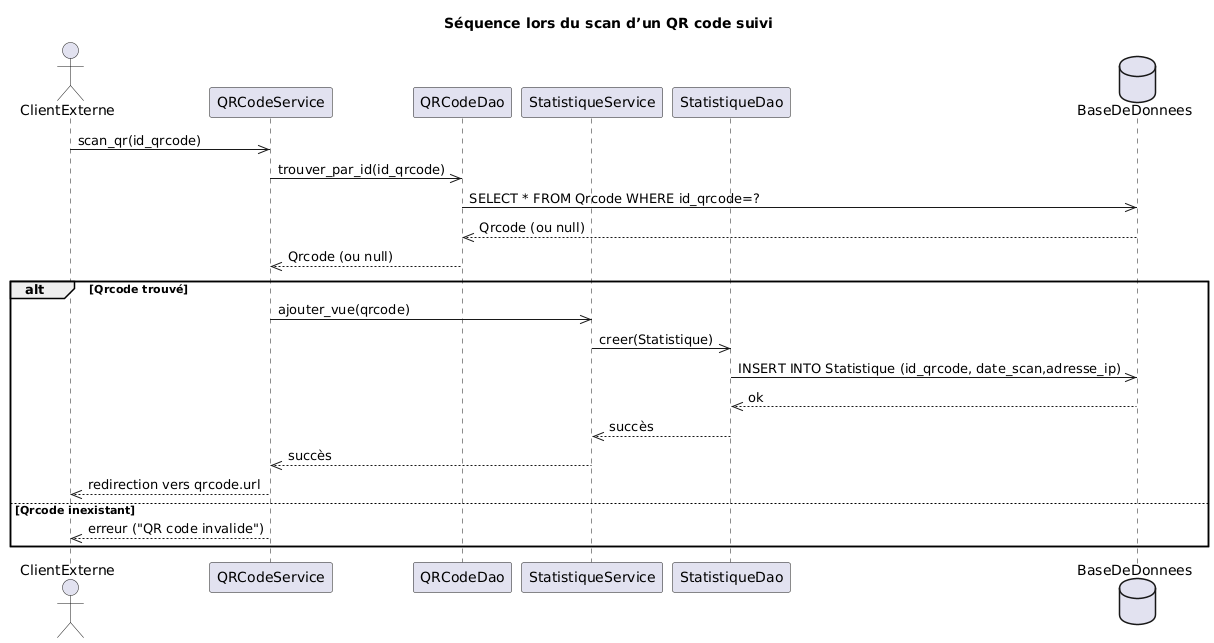 Séquence lors du scan d’un QR code suivi
ClientExterne
QRCodeService
QRCodeDao
StatistiqueService
StatistiqueDao
BaseDeDonnees
scan_qr(id_qrcode)
trouver_par_id(id_qrcode)
SELECT * FROM Qrcode WHERE id_qrcode=?
Qrcode (ou null)
Qrcode (ou null)
alt [Qrcode trouvé]
ajouter_vue(qrcode)
creer(Statistique)
INSERT INTO Statistique (id_qrcode, date_scan,adresse_ip)
ok
succès
succès
redirection vers qrcode.url
[Qrcode inexistant]
erreur ("QR code invalide")
ClientExterne
QRCodeService
QRCodeDao
StatistiqueService
StatistiqueDao
BaseDeDonnees